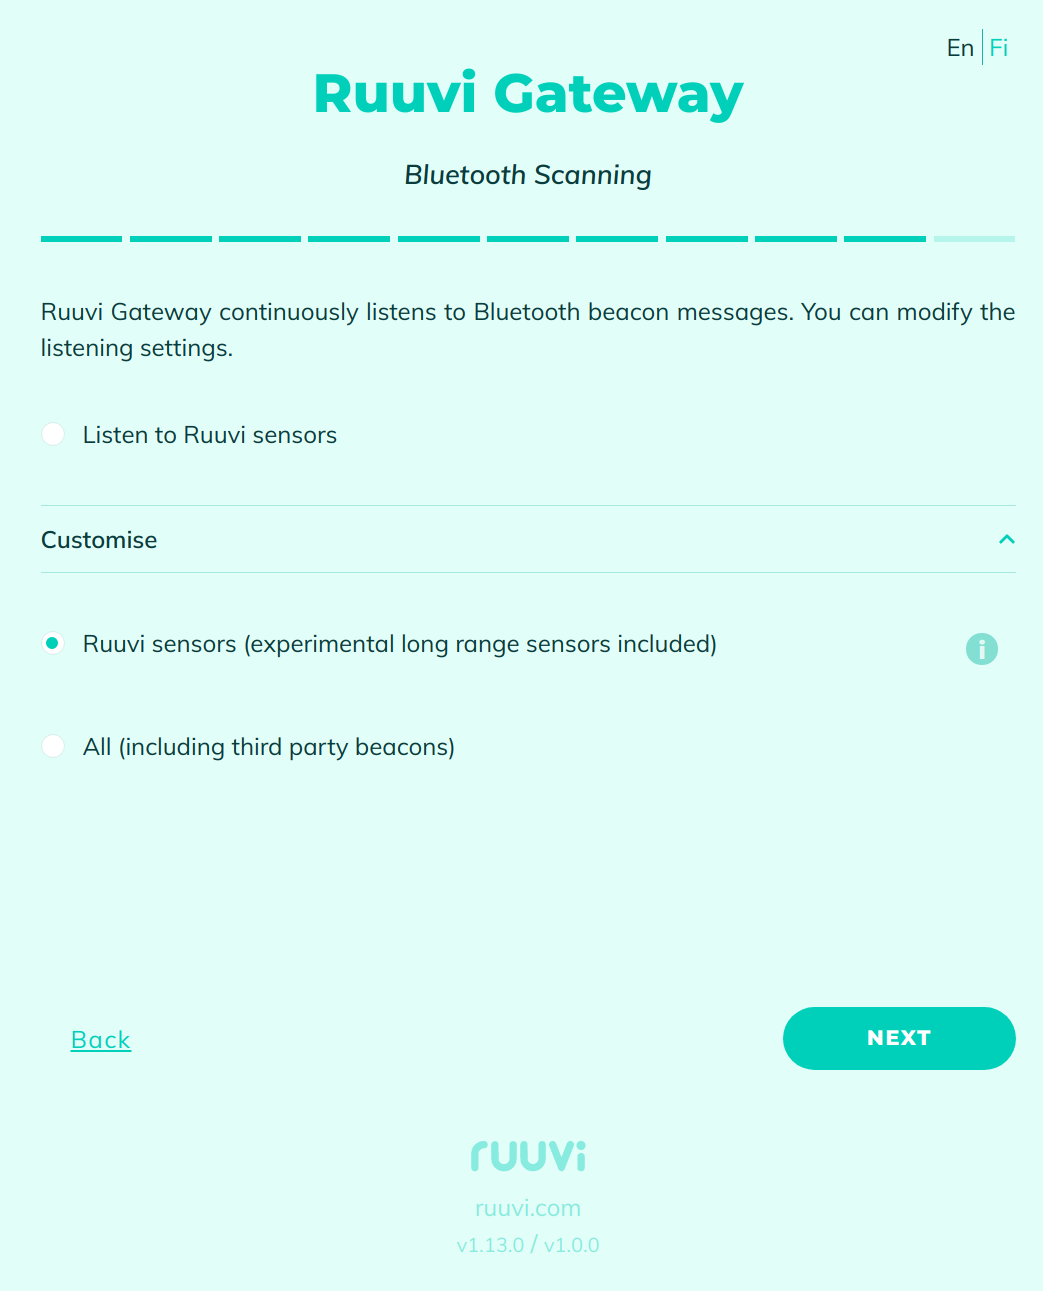 En Fi
Ruuvi Gateway
Bluetooth Scanning
Ruuvi Gateway continuously listens to Bluetooth beacon messages. You can modify the
listening settings.
Listen to Ruuvi sensors
Customise
Ruuvi sensors (experimental long range sensors included)
i
All (including third party beacons)
Back
NEXT
ruuvi
ruuvi.com
v1.13.0 / v1.0.0